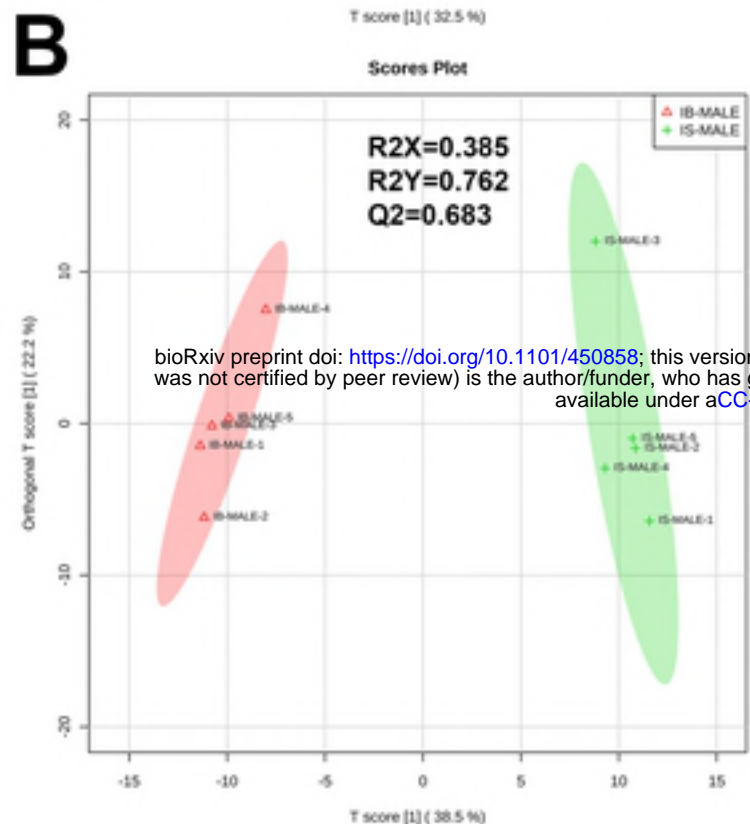 T score [1] ( 32.5 %)
B
Scores Plot
IB-MALE
IS-MALE
R2X=0.385
R2Y=0.762
Q2=0.683
20
10
0
-10
-20
Orthogonal T score [1] ( 22.2 %)
IS-MALE-3
IB-MALE-4
bioRxiv preprint doi: https://doi.org/10.1101/450858; this version
was not certified by peer review) is the author/funder, who has
available under aCC-
IB-MALE-5
IB-MALE-3
IB-MALE-1
IB-MALE-2
IS-MALE-5
IS-MALE-2
IS-MALE-4
IS-MALE-1
-15 -10 -5 0 5 10 15
T score [1] ( 38.5 %)